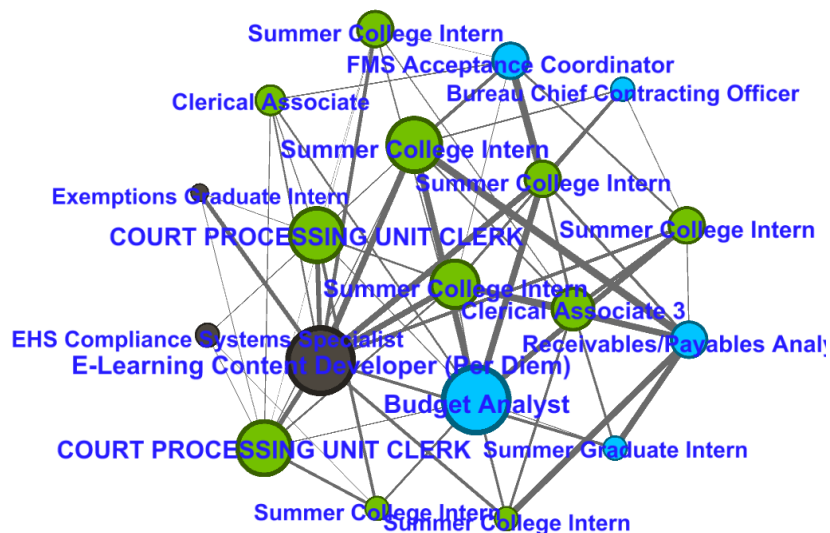 Summer College Intern
FMS Acceptance Coordinator
Bureau Chief Contracting Officer
Clerical Associate
Summer College Intern
Summer College Intern
Exemptions Graduate Intern
Summer College Intern
COURT PROCESSING UNIT CLERK
Summer College Intern
Clerical Associate 3
EHS Compliance Systems Specialist
Receivables/Payables Analy
E-Learning Content Developer (Per Diem)
Budget Analyst
COURT PROCESSING UNIT CLERK
Summer Graduate Intern
Summer College Intern
Summer College Intern